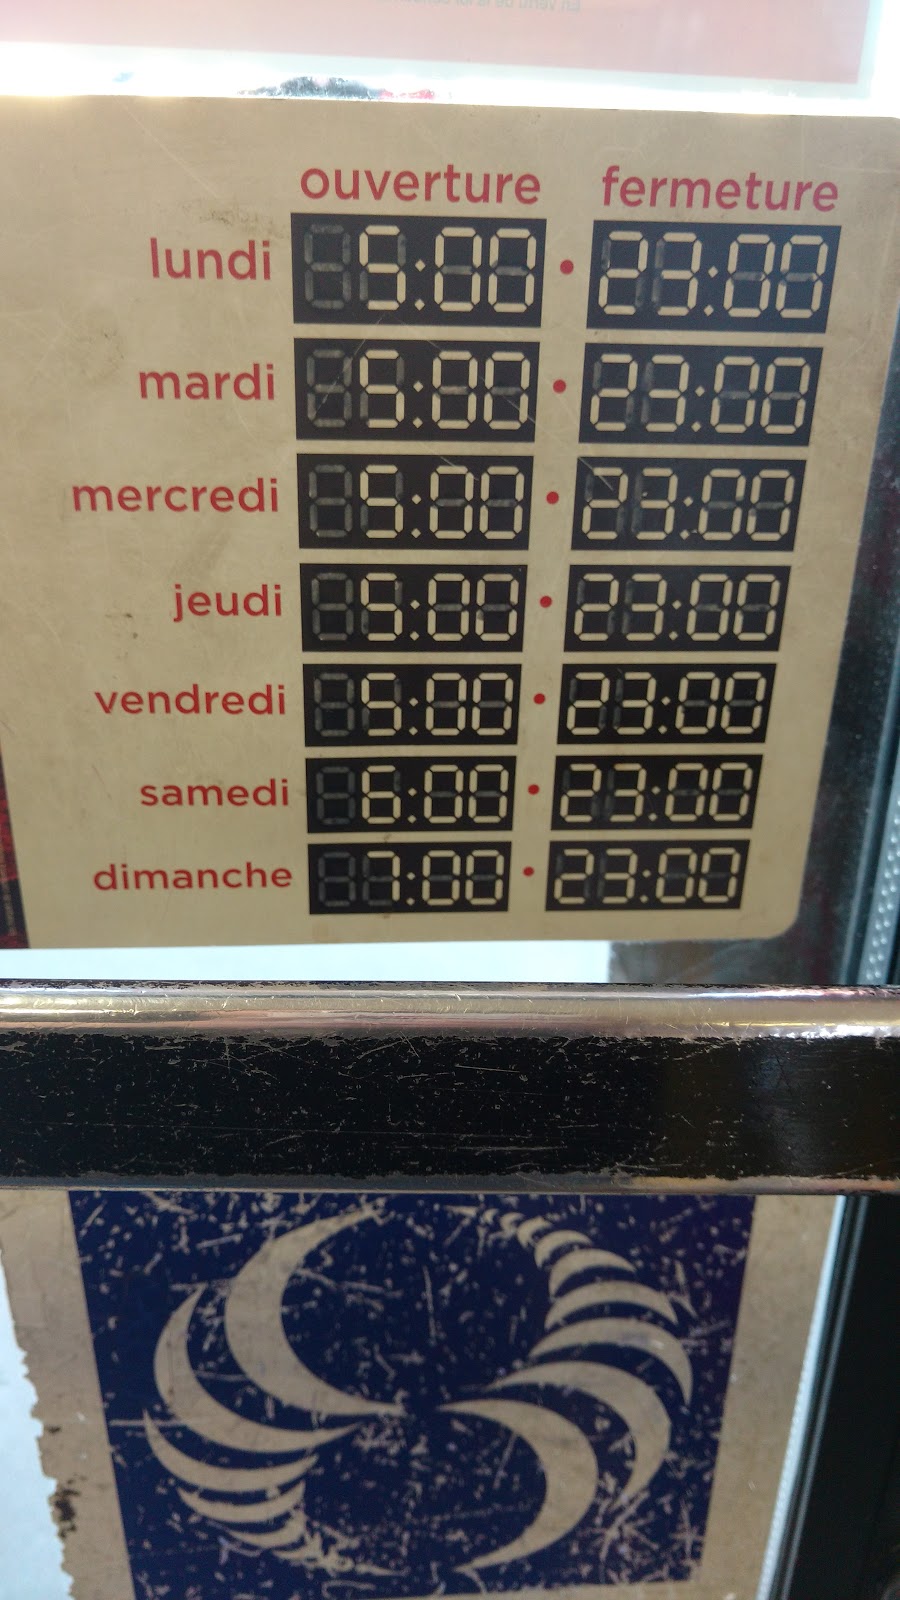 ouverture fermeture
lundi 5:00 • 23:00
mardi 5:00 • 23:00
mercredi 5:00 • 23:00
jeudi 5:00 • 23:00
vendredi 5:00 • 23:00
samedi 6:00 • 23:00
dimanche 7:00 • 23:00